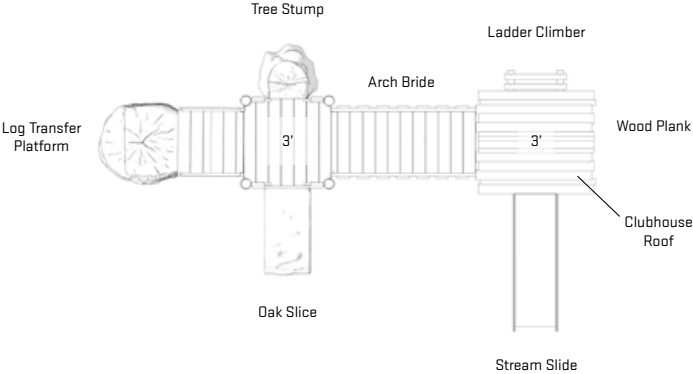 Tree Stump
Ladder Climber
Arch Bride
Log Transfer
Platform
3'
3'
Wood Plank
Clubhouse
Roof
Oak Slice
Stream Slide